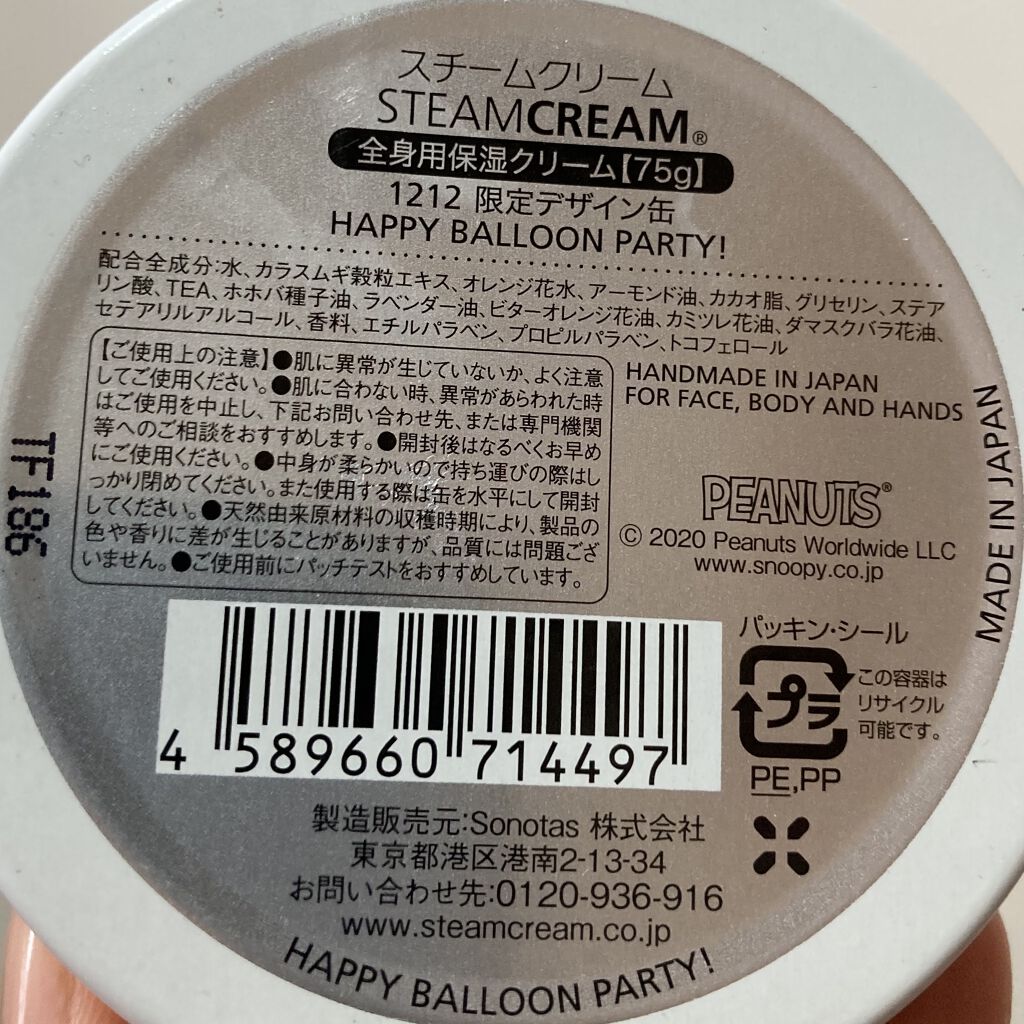 スチームクリーム
STEAMCREAM®
全身用保湿クリーム【75g】
1212 限定デザイン缶
HAPPY BALLOON PARTY!
配合全成分:水、カラスムギ穀粒エキス、オレンジ花水、アーモンド油、カカオ脂、グリセリン、ステア
リン酸、TEA、ホホバ種子油、ラベンダー油、ビターオレンジ花油、カミツレ花油、ダマスクバラ花油、
セテアリルアルコール、香料、エチルパラベン、プロピルパラベン、トコフェロール
【ご使用上の注意】●肌に異常が生じていないか、よく注意
してご使用ください。●肌に合わない時、異常があらわれた時
はご使用を中止し、下記お問い合わせ先、または専門機関
等へのご相談をおすすめします。●開封後はなるべくお早め
にご使用ください。●中身が柔らかいので持ち運びの際はし
っかり閉めてください。また使用する際は缶を水平にして開封
してください。●天然由来原材料の収穫時期により、製品の
色や香りに差が生じることがありますが、品質には問題ござ
いません。●ご使用前にパッチテストをおすすめしています。
HANDMADE IN JAPAN
FOR FACE, BODY AND HANDS
PEANUTS®
© 2020 Peanuts Worldwide LLC
www.snoopy.co.jp
MADE IN JAPAN
TF186
パッキン・シール
プラ
この容器は
リサイクル
可能です。
PE,PP
4 589660 714497
製造販売元:Sonotas 株式会社
東京都港区港南2-13-34
お問い合わせ先:0120-936-916
www.steamcream.co.jp
HAPPY BALLOON PARTY!